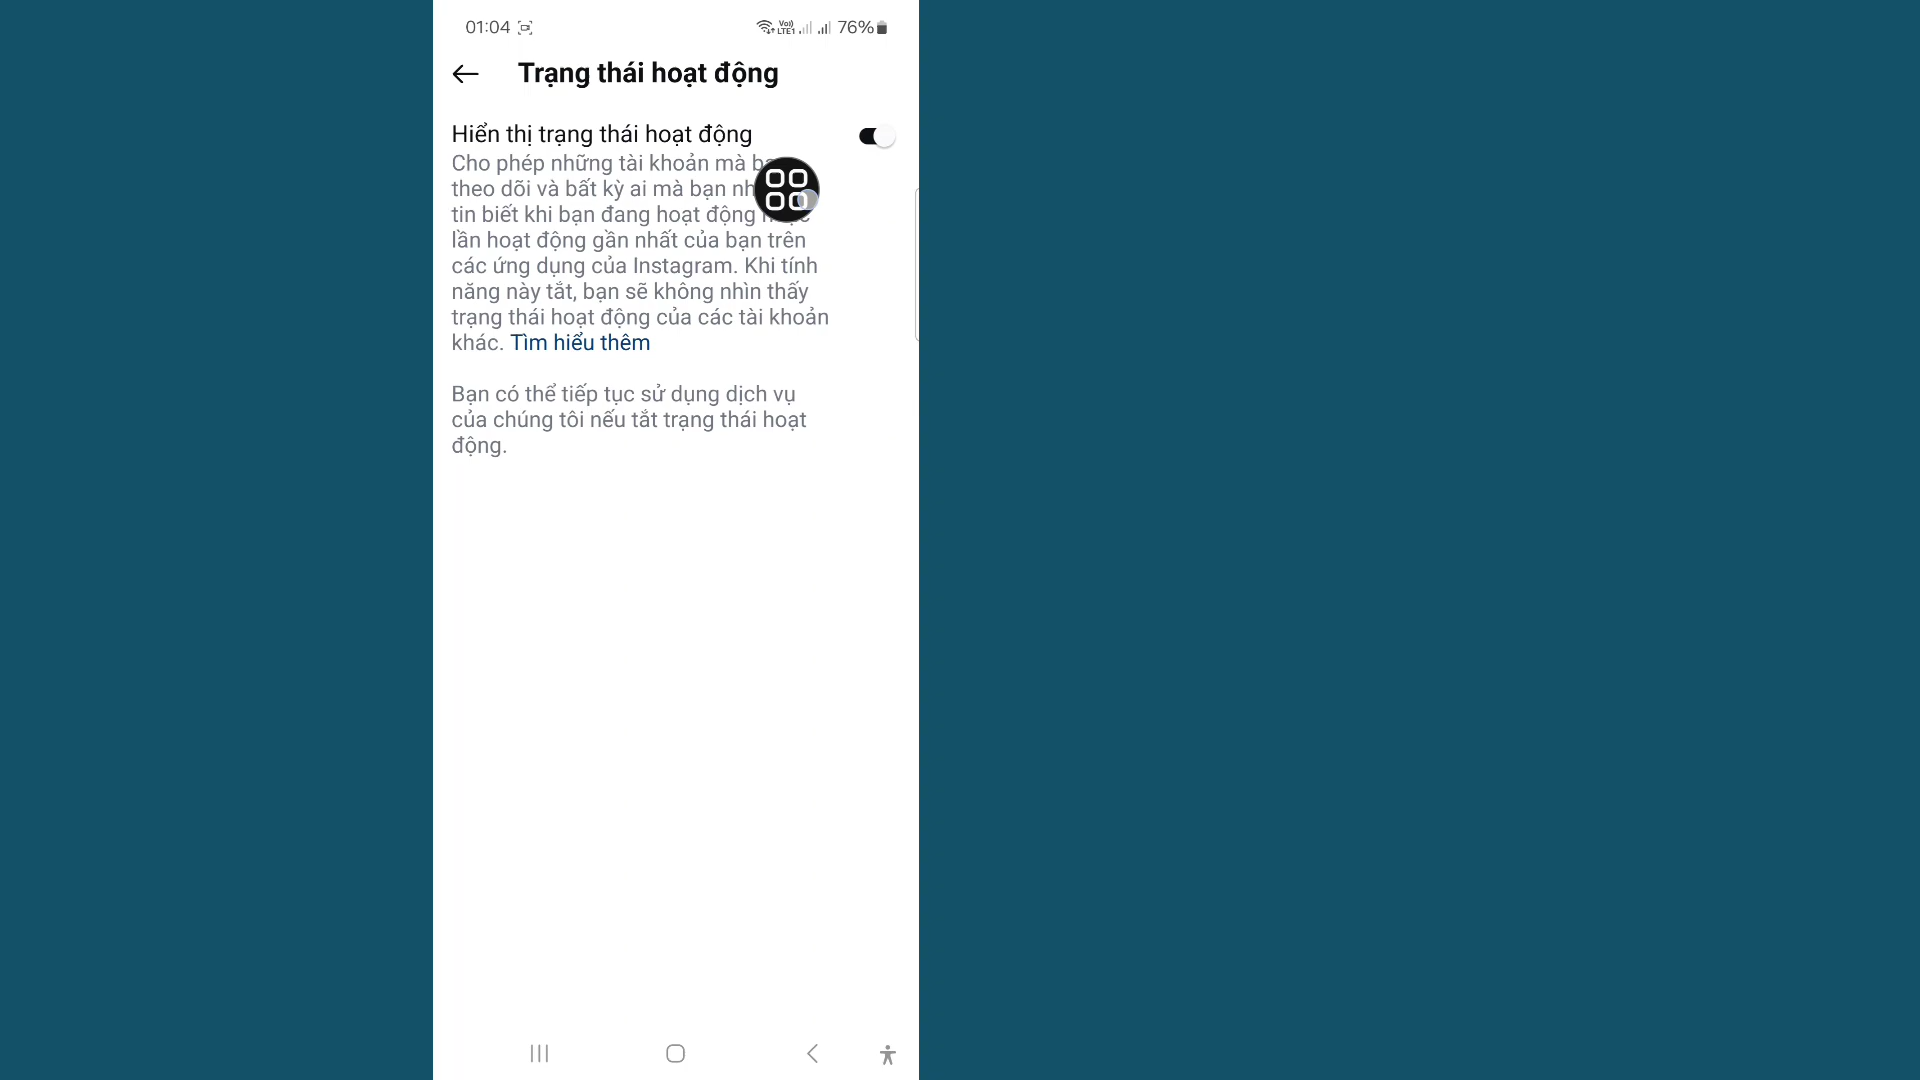 01:04
Vo) LTE1 76%
Trạng thái hoạt động
Hiển thị trạng thái hoạt động
Cho phép những tài khoản mà
theo dõi và bất kỳ ai mà bạn
tin biết khi bạn đang hoạt động
lần hoạt động gần nhất của bạn trên
các ứng dụng của Instagram. Khi tính
năng này tắt, bạn sẽ không nhìn thấy
trạng thái hoạt động của các tài khoản
khác. Tìm hiểu thêm
Bạn có thể tiếp tục sử dụng dịch vụ
của chúng tôi nếu tắt trạng thái hoạt
động.